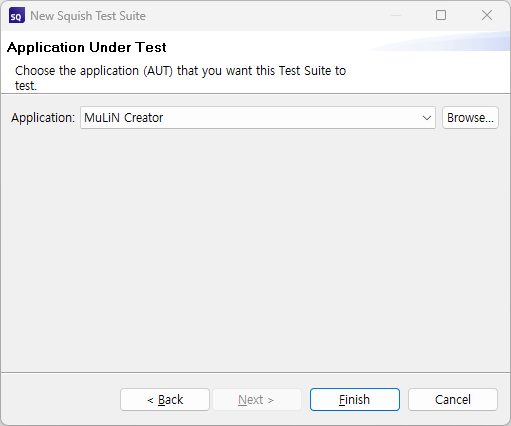 SQ New Squish Test Suite
Application Under Test
Choose the application (AUT) that you want this Test Suite to
test.
Application: MuLiN Creator Browse...
< Back Next > Finish Cancel